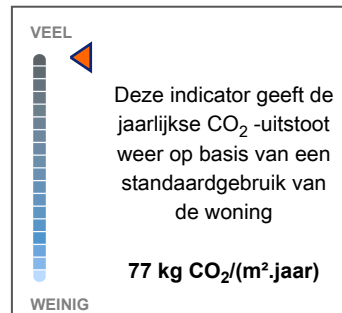 VEEL
Deze indicator geeft de
jaarlijkse CO₂ -uitstoot
weer op basis van een
standaardgebruik van
de woning
77 kg CO₂/(m².jaar)
WEINIG